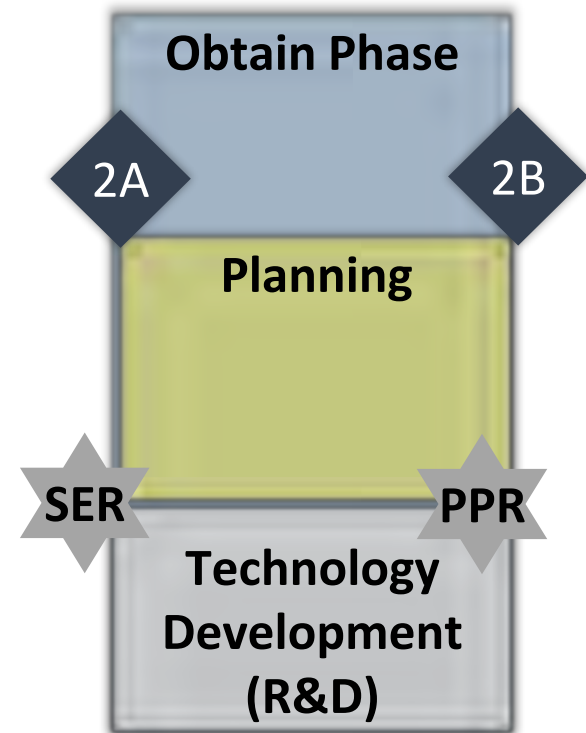 Obtain Phase
2A
2B
Planning
SER
PPR
Technology
Development
(R&D)